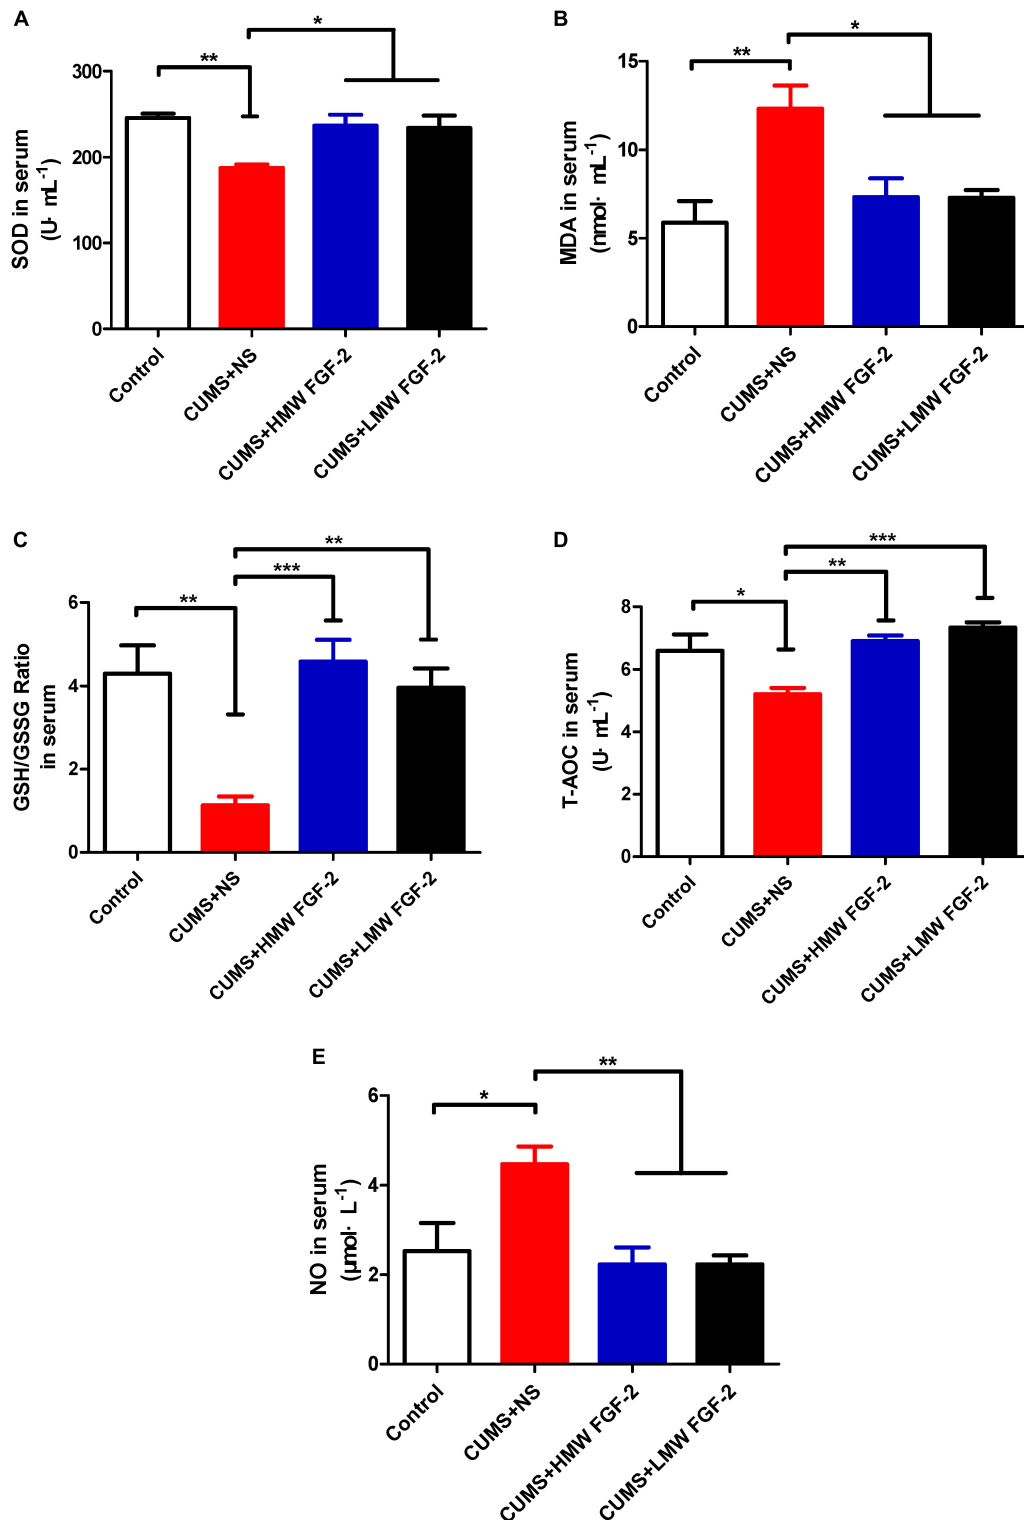 A
*
**
300
200
100
0
SOD in serum
(U· mL-1)
Control
CUMS+NS
CUMS+HMW FGF-2
CUMS+LMW FGF-2
B
*
**
15
10
5
0
MDA in serum
(nmol· mL-1)
Control
CUMS+NS
CUMS+HMW FGF-2
CUMS+LMW FGF-2
C
**
***
**
6
4
2
0
GSH/GSSG Ratio
in serum
Control
CUMS+NS
CUMS+HMW FGF-2
CUMS+LMW FGF-2
D
***
**
*
8
6
4
2
0
T-AOC in serum
(U· mL-1)
Control
CUMS+NS
CUMS+HMW FGF-2
CUMS+LMW FGF-2
E
**
*
6
4
2
0
NO in serum
(μmol· L-1)
Control
CUMS+NS
CUMS+HMW FGF-2
CUMS+LMW FGF-2